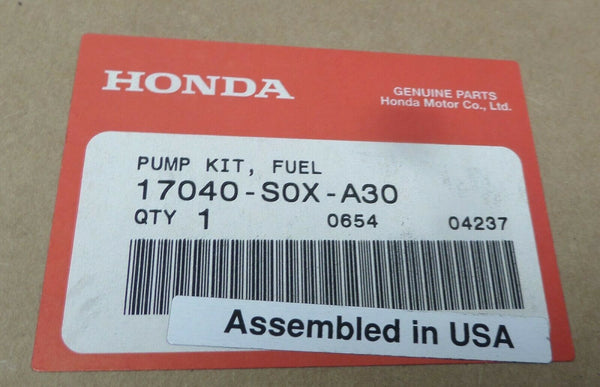 HONDA
GENUINE PARTS
Honda Motor Co., Ltd.
PUMP KIT, FUEL
17040-S0X-A30
QTY 1 0654 04237
Assembled in USA